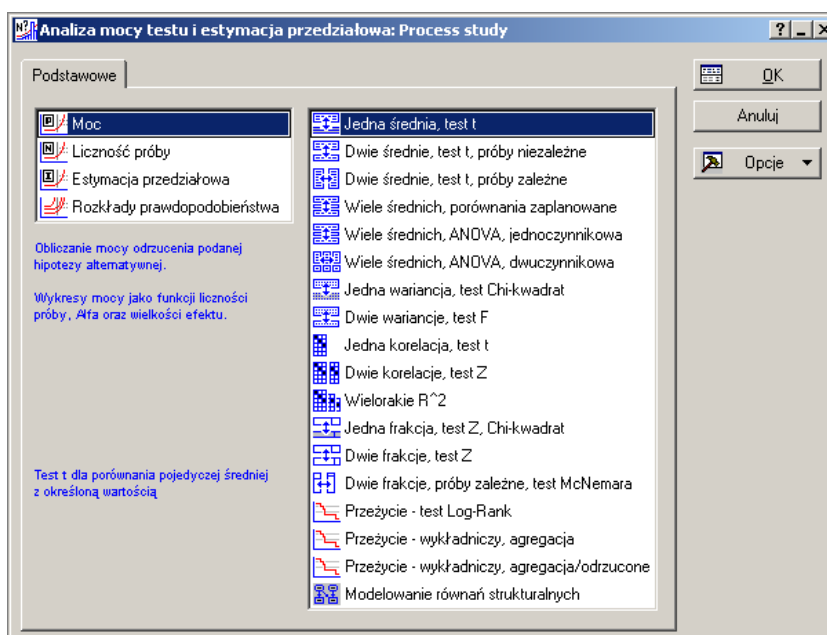 Analiza mocy testu i estymacja przedziałowa: Process study
Podstawowe
OK
Anuluj
Opcje
Moc
Liczność próby
Estymacja przedziałowa
Rozkłady prawdopodobieństwa
Obliczanie mocy odrzucenia podanej
hipotezy alternatywnej.
Wykresy mocy jako funkcji liczności
próby, Alfa oraz wielkości efektu.
Test t dla porównania pojedyczej średniej
z określoną wartością
Jedna średnia, test t
Dwie średnie, test t, próby niezależne
Dwie średnie, test t, próby zależne
Wiele średnich, porównania zaplanowane
Wiele średnich, ANOVA, jednoczynnikowa
Wiele średnich, ANOVA, dwuczynnikowa
Jedna wariancja, test Chi-kwadrat
Dwie wariancje, test F
Jedna korelacja, test t
Dwie korelacje, test Z
Wielorakie R^2
Jedna frakcja, test Z, Chi-kwadrat
Dwie frakcje, test Z
Dwie frakcje, próby zależne, test McNemara
Przeżycie - test Log-Rank
Przeżycie - wykładniczy, agregacja
Przeżycie - wykładniczy, agregacja/odrzucone
Modelowanie równań strukturalnych